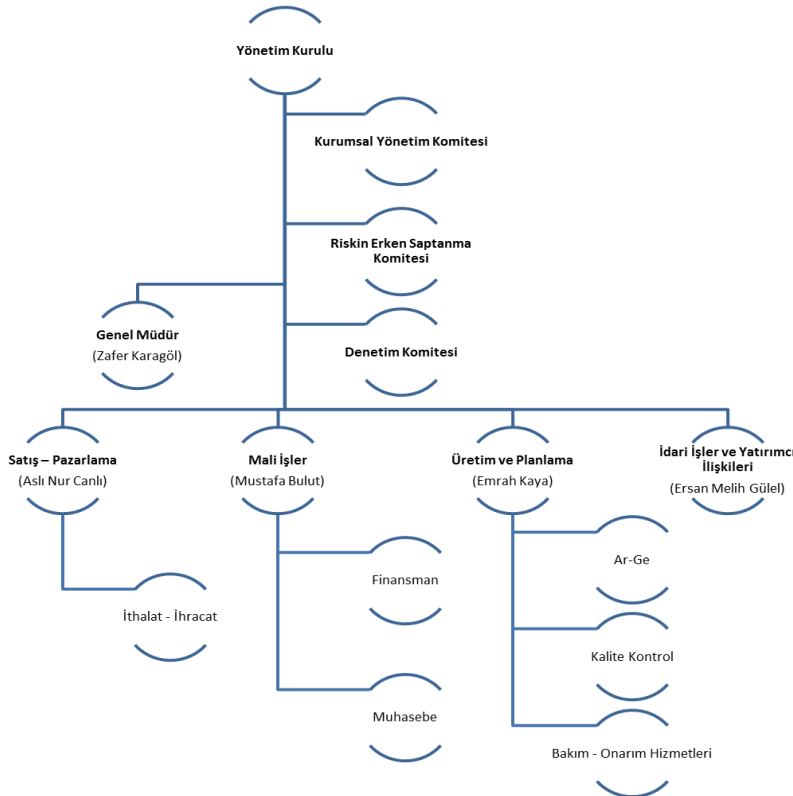 Yönetim Kurulu
Kurumsal Yönetim Komitesi
Riskin Erken Saptanma
Komitesi
Genel Müdür
(Zafer Karagöl)
Denetim Komitesi
Satış – Pazarlama
(Aslı Nur Canlı)
Mali İşler
(Mustafa Bulut)
Üretim ve Planlama
(Emrah Kaya)
İdari İşler ve Yatırımcı
İlişkileri
(Ersan Melih Gülel)
İthalat - İhracat
Finansman
Muhasebe
Ar-Ge
Kalite Kontrol
Bakım - Onarım Hizmetleri